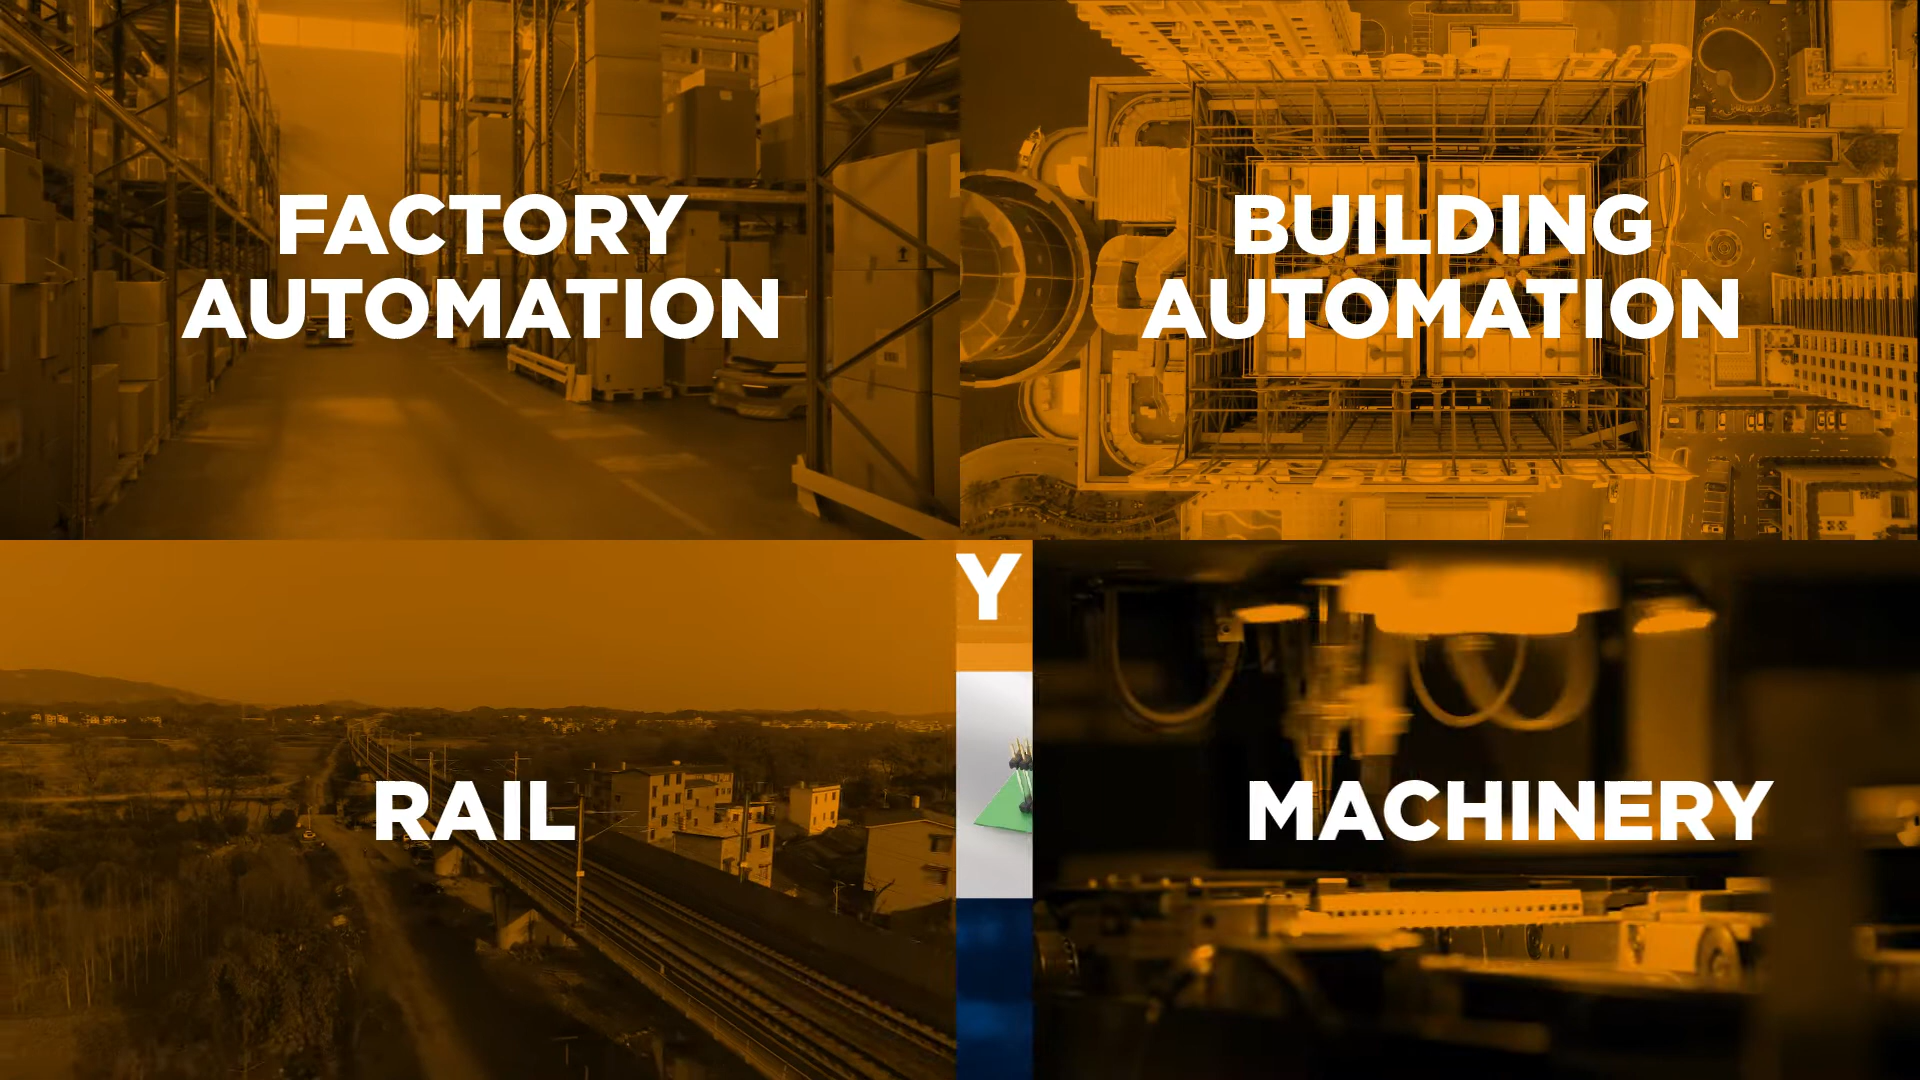 FACTORY
AUTOMATION
BUILDING
AUTOMATION
Y
RAIL
MACHINERY